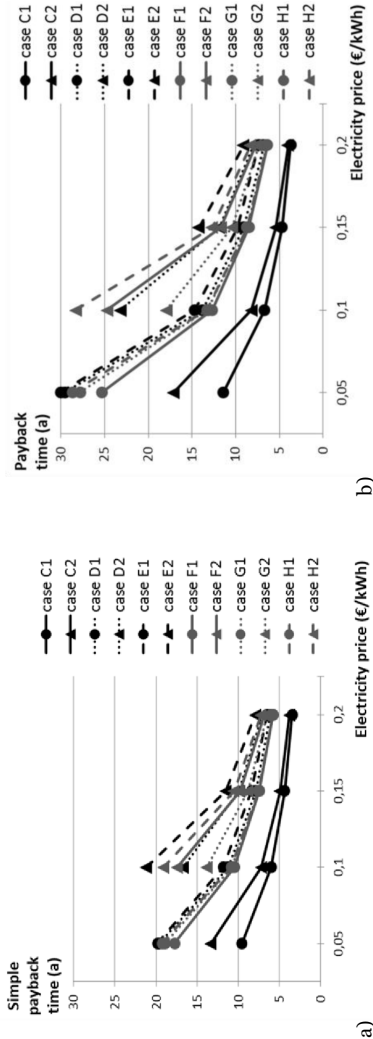 Simple
payback
time (a)
30
25
20
15
10
5
0
0,05
0,1
0,15
0,2
Electricity price (€/kWh)
case C1
case C2
case D1
case D2
case E1
case E2
case F1
case F2
case G1
case G2
case H1
case H2
a)
Payback
time (a)
30
25
20
15
10
5
0
0,05
0,1
0,15
0,2
Electricity price (€/kWh)
case C1
case C2
case D1
case D2
case E1
case E2
case F1
case F2
case G1
case G2
case H1
case H2
b)